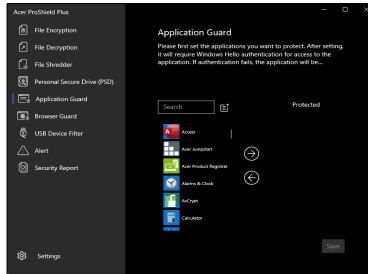 Acer ProShield Plus
File Encryption
File Decryption
File Shredder
Personal Secure Drive (PSD)
Application Guard
Browser Guard
USB Device Filter
Alert
Security Report
Settings
Application Guard
Please first set the applications you want to protect. After setting,
it will require Windows Hello authentication for access to the
application. If authentication fails, the application will be...
Search
Protected
Access
Acer Jumpstart
Acer Product Registrat
Alarms & Clock
AxCrypt
Calculator
Save